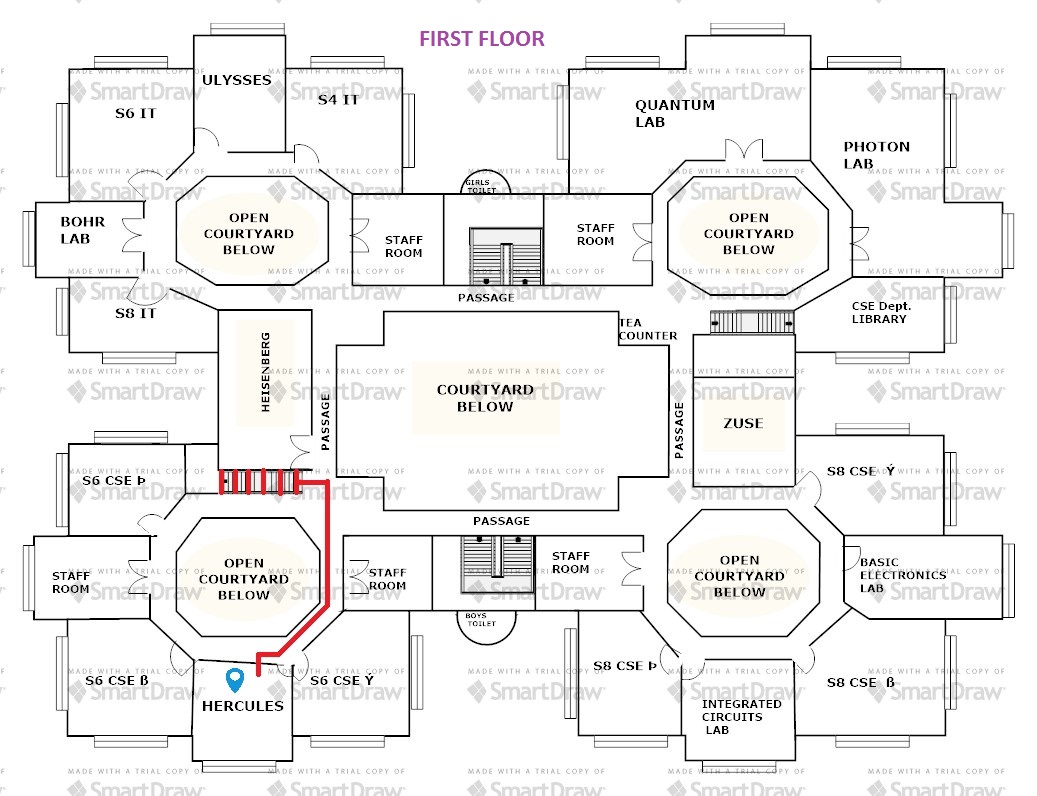 FIRST FLOOR
ULYSSES
S6 IT
S4 IT
QUANTUM
LAB
PHOTON
LAB
GIRLS
TOILET
BOHR
LAB
OPEN
COURTYARD
BELOW
STAFF
ROOM
STAFF
ROOM
OPEN
COURTYARD
BELOW
PASSAGE
S8 IT
CSE Dept.
LIBRARY
TEA
COUNTER
HEISENBERG
PASSAGE
COURTYARD
BELOW
PASSAGE
ZUSE
S6 CSE Þ
S8 CSE Ý
PASSAGE
STAFF
ROOM
OPEN
COURTYARD
BELOW
STAFF
ROOM
STAFF
ROOM
OPEN
COURTYARD
BELOW
BASIC
ELECTRONICS
LAB
BOYS
TOILET
S6 CSE ß
HERCULES
S6 CSE Ý
S8 CSE Þ
INTEGRATED
CIRCUITS
LAB
S8 CSE ß
MADE WITH A TRIAL COPY OF
SmartDraw